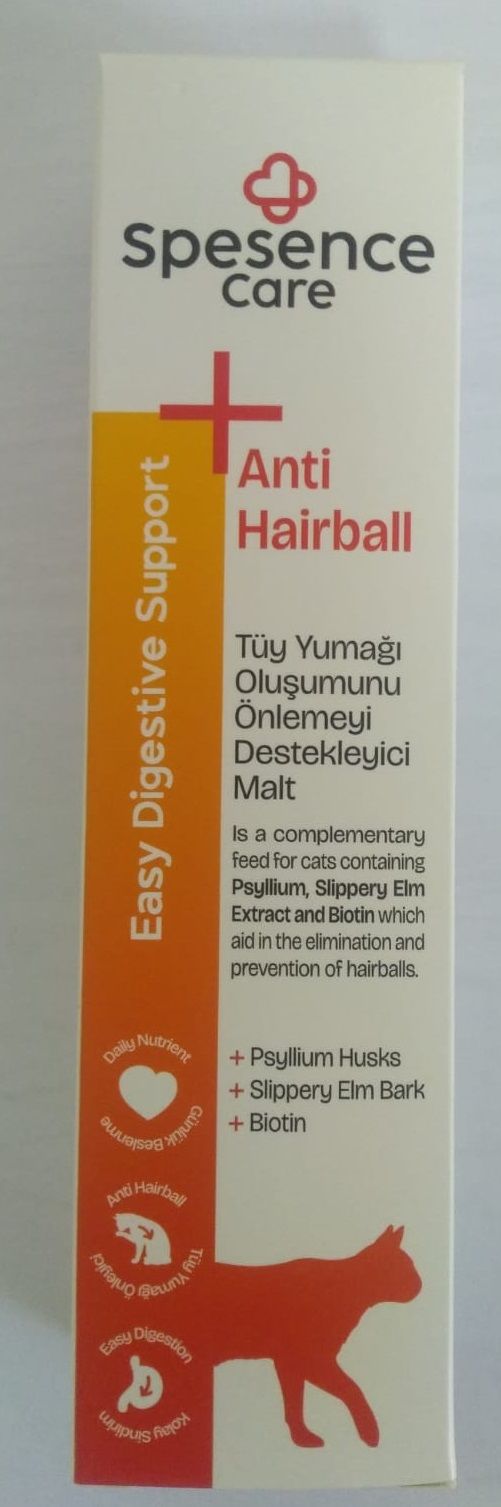 Spesence
Care
Easy Digestive Support
Anti
Hairball
Tüy Yumağı
Oluşumunu
Önlemeyi
Destekleyici
Malt
Is a complementary
feed for cats containing
Psyllium, Slippery Elm
Extract and Biotin which
aid in the elimination and
prevention of hairballs.
+ Psyllium Husks
+ Slippery Elm Bark
+ Biotin
Daily Nutrient
Günlük Beslenme
Anti Hairball
Tüy Yumağı Önleyici
Easy Digestion
Kolay Sindirim